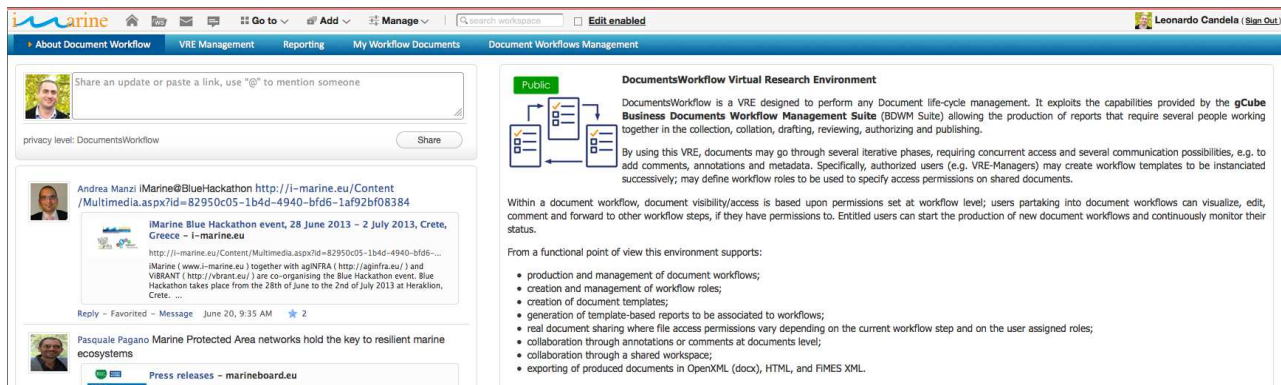 i-marine Go to Add Manage search workspace Edit enabled Leonardo Candela ( Sign Out )
About Document Workflow VRE Management Reporting My Workflow Documents Document Workflows Management
Share an update or paste a link, use "@" to mention someone
privacy level: DocumentsWorkflow Share
Andrea Manzi iMarine@BlueHackathon http://i-marine.eu/Content
/Multimedia.aspx?id=82950c05-1b4d-4940-bfd6-1af92bf08384
iMarine Blue Hackathon event, 28 June 2013 - 2 July 2013, Crete,
Greece - i-marine.eu
http://i-marine.eu/Content/Multimedia.aspx?id=82950c05-1b4d-4940-bfd6-...
iMarine ( www.i-marine.eu ) together with agINFRA ( http://aginfra.eu/ ) and
ViBRANT ( http://vbrant.eu/ ) are co-organising the Blue Hackathon event. Blue
Hackathon takes place from the 28th of June to the 2nd of July 2013 at Heraklion,
Crete. ...
Reply - Favorited - Message June 20, 9:35 AM 2
Pasquale Pagano Marine Protected Area networks hold the key to resilient marine
ecosystems
Press releases - marineboard.eu
Public
DocumentsWorkflow Virtual Research Environment
DocumentsWorkflow is a VRE designed to perform any Document life-cycle management. It exploits the capabilities provided by the gCube
Business Documents Workflow Management Suite (BDWM Suite) allowing the production of reports that require several people working
together in the collection, collation, drafting, reviewing, authorizing and publishing.
By using this VRE, documents may go through several iterative phases, requiring concurrent access and several communication possibilities, e.g. to
add comments, annotations and metadata. Specifically, authorized users (e.g. VRE-Managers) may create workflow templates to be instanciated
successively; may define workflow roles to be used to specify access permissions on shared documents.
Within a document workflow, document visibility/access is based upon permissions set at workflow level; users partaking into document workflows can visualize, edit,
comment and forward to other workflow steps, if they have permissions to. Entitled users can start the production of new document workflows and continuously monitor their
status.
From a functional point of view this environment supports:
• production and management of document workflows;
• creation and management of workflow roles;
• creation of document templates;
• generation of template-based reports to be associated to workflows;
• real document sharing where file access permissions vary depending on the current workflow step and on the user assigned roles;
• collaboration through annotations or comments at documents level;
• collaboration through a shared workspace;
• exporting of produced documents in OpenXML (docx), HTML, and FiMES XML.